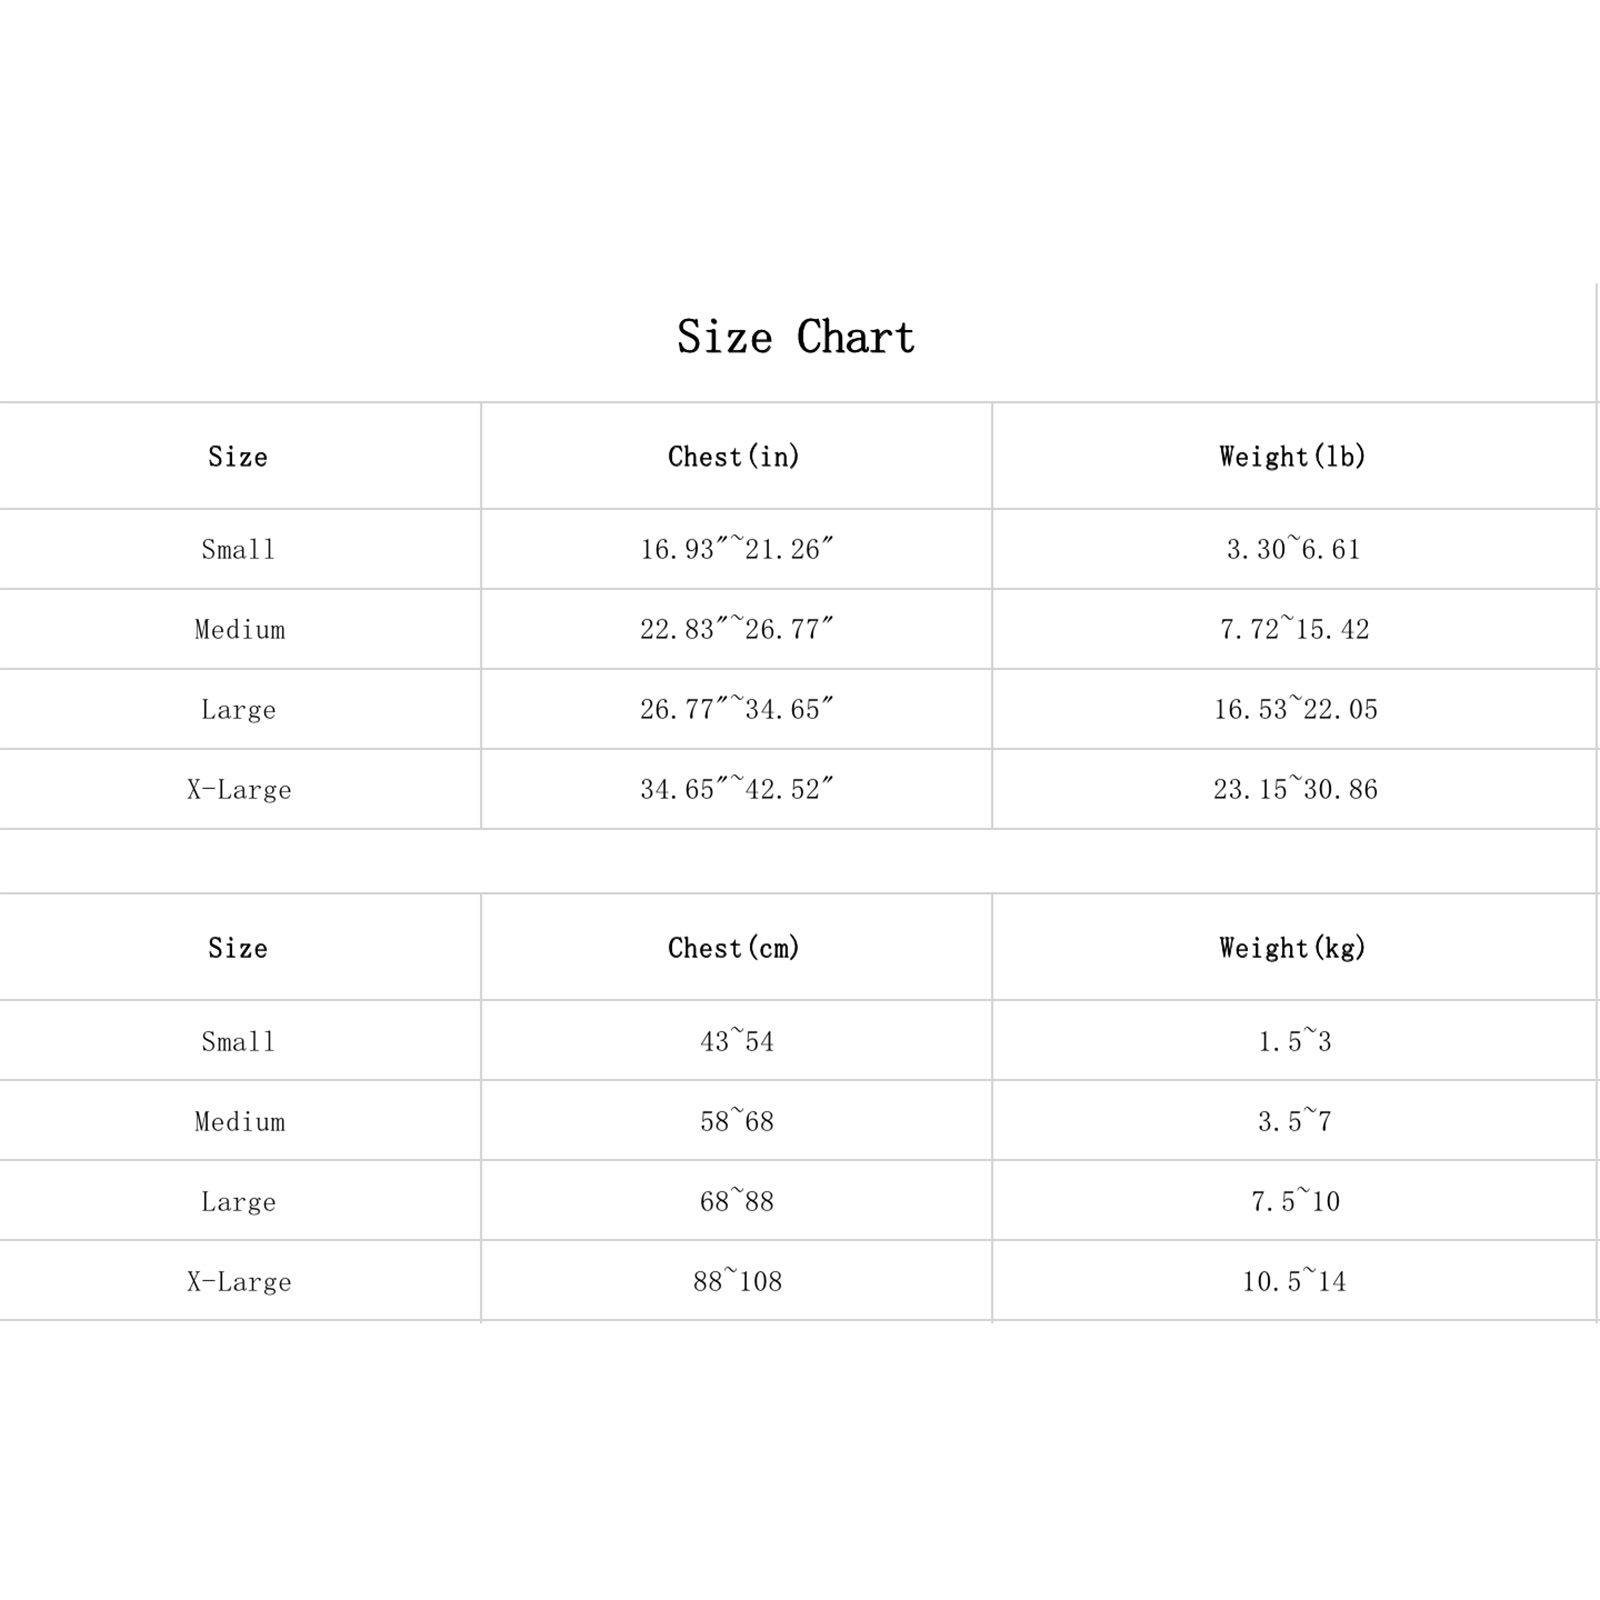 Size Chart
Size Chest(in) Weight(lb)
Small 16.93″~21.26″ 3.30~6.61
Medium 22.83″~26.77″ 7.72~15.42
Large 26.77″~34.65″ 16.53~22.05
X-Large 34.65″~42.52″ 23.15~30.86
Size Chest(cm) Weight(kg)
Small 43~54 1.5~3
Medium 58~68 3.5~7
Large 68~88 7.5~10
X-Large 88~108 10.5~14